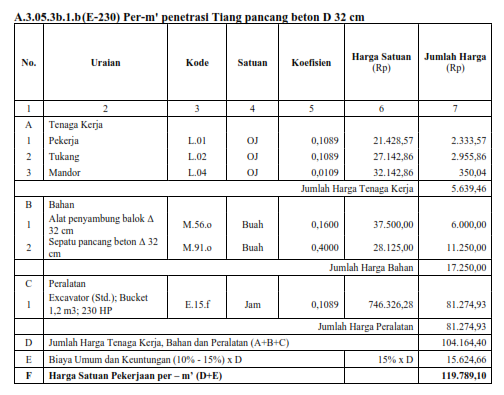 A.3.05.3b.1.b(E-230) Per-m' penetrasi Tiang pancang beton D 32 cm
No. Uraian Kode Satuan Koefisien Harga Satuan (Rp) Jumlah Harga (Rp)
1 2 3 4 5 6 7
A Tenaga Kerja
1 Pekerja L.01 OJ 0,1089 21.428,57 2.333,57
2 Tukang L.02 OJ 0,1089 27.142,86 2.955,86
3 Mandor L.04 OJ 0,0109 32.142,86 350,04
Jumlah Harga Tenaga Kerja 5.639,46
B Bahan
1 Alat penyambung balok Δ 32 cm M.56.o Buah 0,1600 37.500,00 6.000,00
2 Sepatu pancang beton Δ 32 cm M.91.o Buah 0,4000 28.125,00 11.250,00
Jumlah Harga Bahan 17.250,00
C Peralatan
1 Excavator (Std.); Bucket 1,2 m3; 230 HP E.15.f Jam 0,1089 746.326,28 81.274,93
Jumlah Harga Peralatan 81.274,93
D Jumlah Harga Tenaga Kerja, Bahan dan Peralatan (A+B+C) 104.164,40
E Biaya Umum dan Keuntungan (10% - 15%) x D 15% x D 15.624,66
F Harga Satuan Pekerjaan per – m' (D+E) 119.789,10